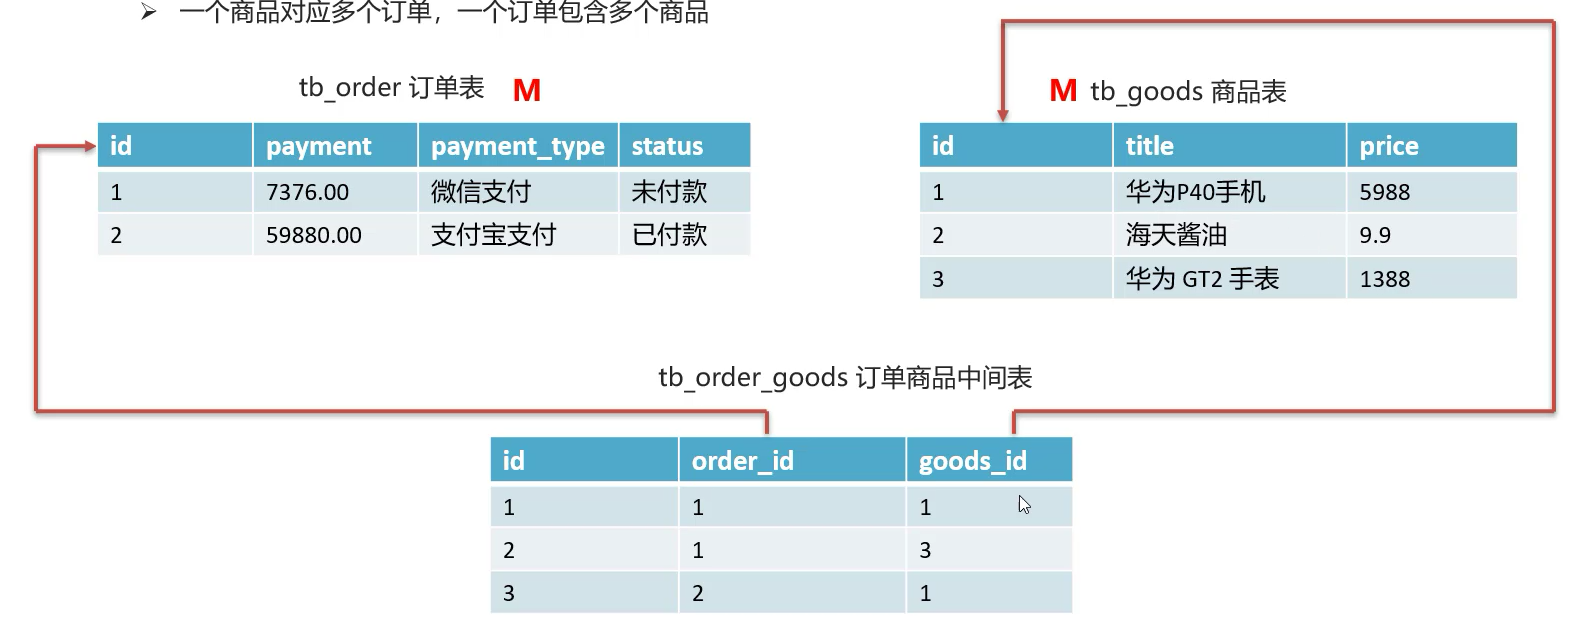 ➢ 一个商品对应多个订单，一个订单包含多个商品
tb_order 订单表 M
id payment payment_type status
1 7376.00 微信支付 未付款
2 59880.00 支付宝支付 已付款
M tb_goods 商品表
id title price
1 华为P40手机 5988
2 海天酱油 9.9
3 华为 GT2 手表 1388
tb_order_goods 订单商品中间表
id order_id goods_id
1 1 1
2 1 3
3 2 1